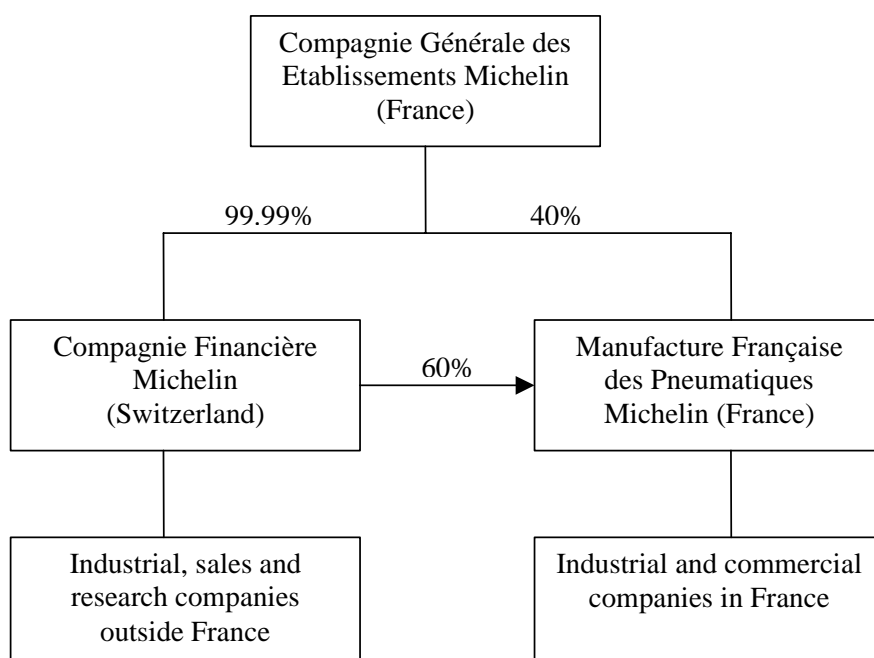 Compagnie Générale des
Etablissements Michelin
(France)
99.99%
40%
Compagnie Financière
Michelin
(Switzerland)
60%
Manufacture Française
des Pneumatiques
Michelin (France)
Industrial, sales and
research companies
outside France
Industrial and commercial
companies in France